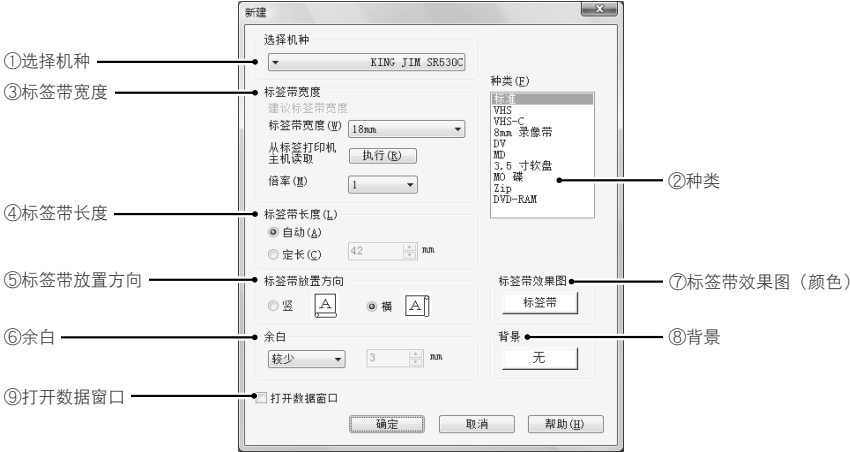 新建
选择机种
KING JIM SR530C
标签带宽度
建议标签带宽度
标签带宽度(W) 18mm
从标签打印机
主机读取
执行(R)
倍率(M) 1
标签带长度(L)
自动(A)
定长(C) 42 mm
标签带放置方向
竖 A 横 A
余白
较少 3 mm
打开数据窗口
种类(F)
标准
VHS
VHS-C
8mm 录像带
DV
MD
3.5 寸软盘
MO 碟
Zip
DVD-RAM
标签带效果图
标签带
背景
无
确定 取消 帮助(H)
①选择机种
③标签带宽度
④标签带长度
⑤标签带放置方向
⑥余白
⑨打开数据窗口
②种类
⑦标签带效果图（颜色）
⑧背景